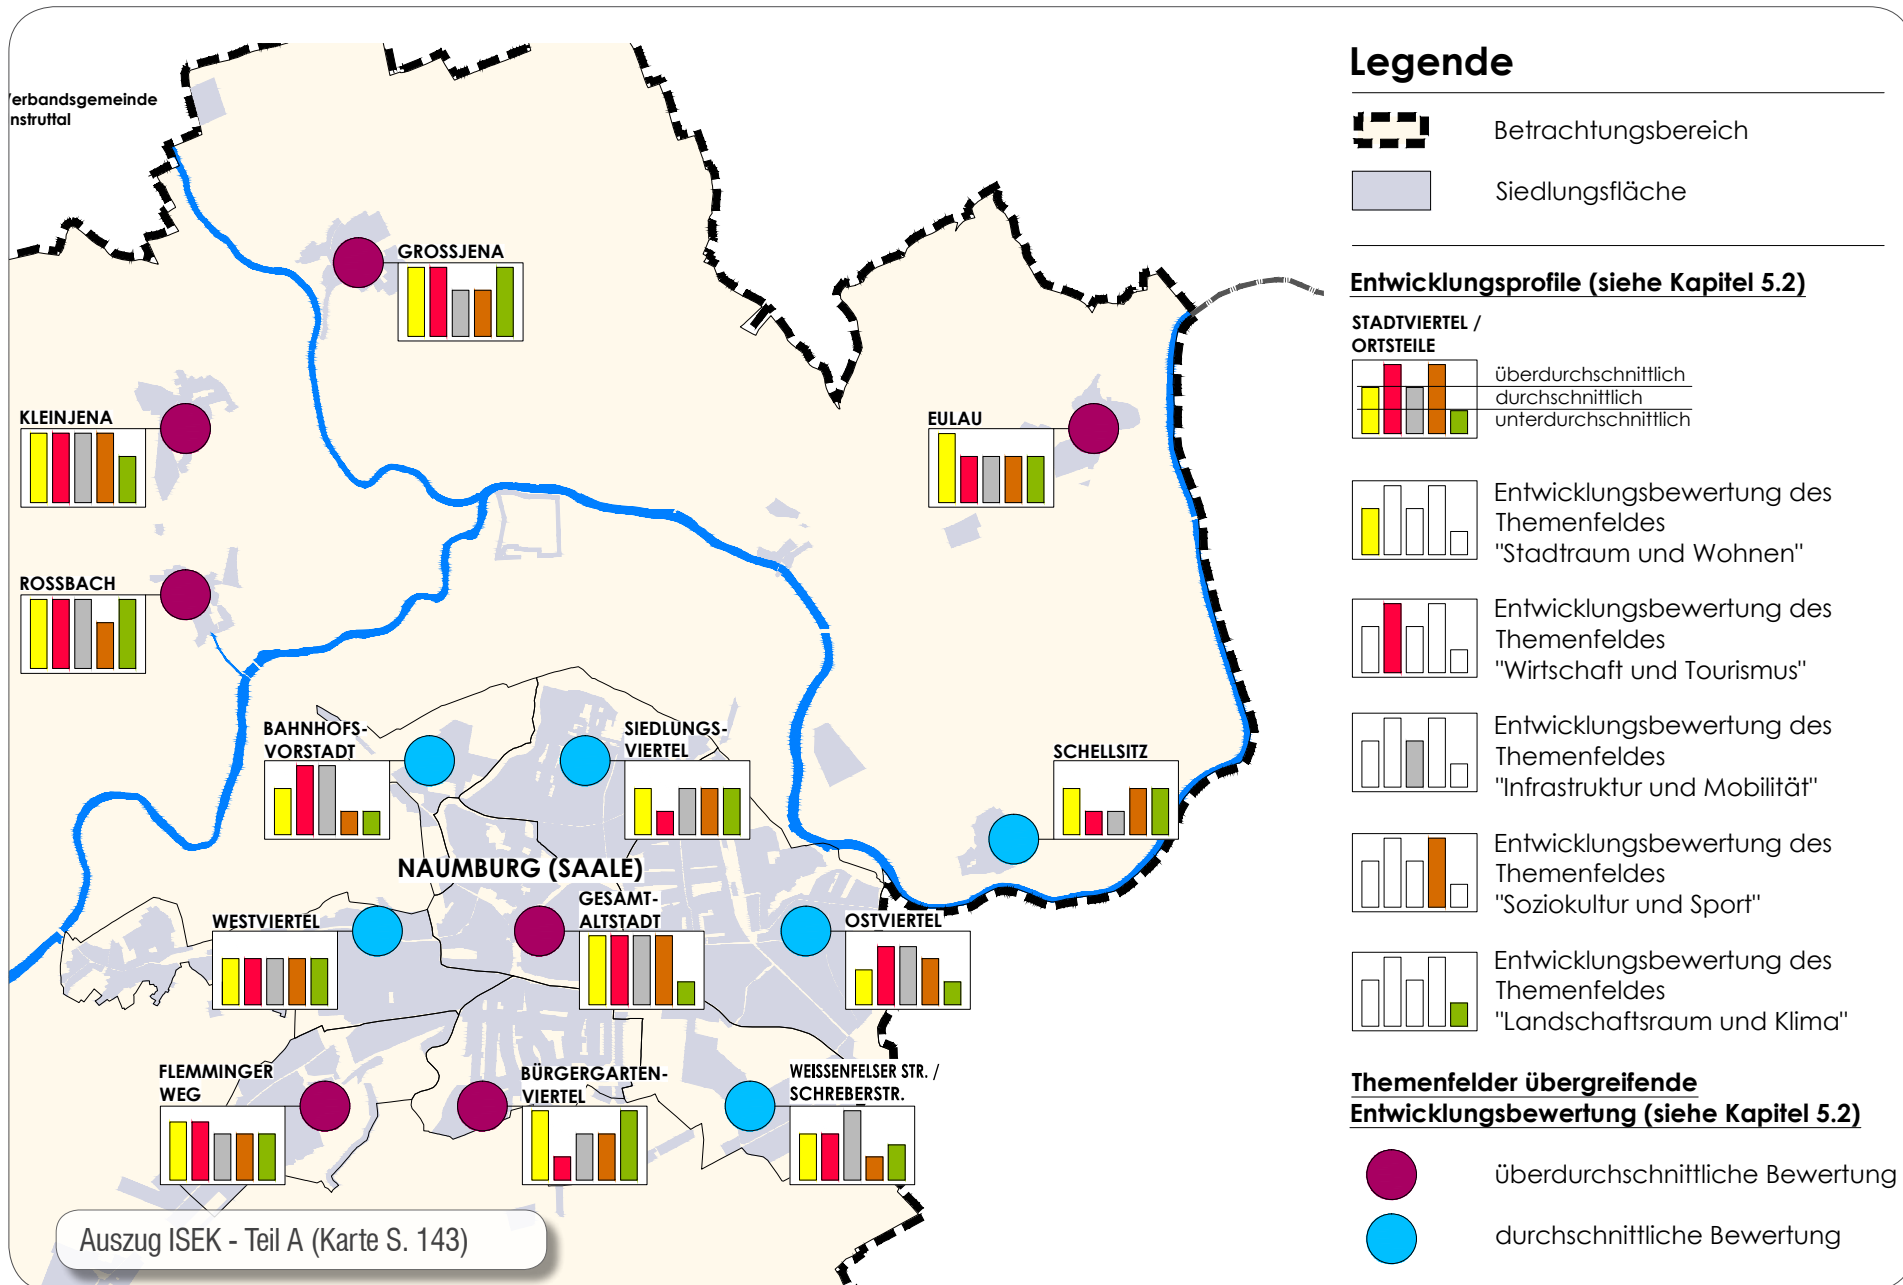 erbandsgemeinde
nstruttal
GROSSJENA
KLEINJENA
EULAU
ROSSBACH
BAHNHOFS-
VORSTADT
SIEDLUNGS-
VIERTEL
SCHELLSITZ
NAUMBURG (SAALE)
GESAMT-
ALTSTADT
WESTVIERTEL
OSTVIERTEL
FLEMMINGER
WEG
BÜRGERGARTEN-
VIERTEL
WEISSENFELSER STR. /
SCHREBERSTR.
Auszug ISEK - Teil A (Karte S. 143)
Legende
Betrachtungsbereich
Siedlungsfläche
Entwicklungsprofile (siehe Kapitel 5.2)
STADTVIERTEL /
ORTSTEILE
überdurchschnittlich
durchschnittlich
unterdurchschnittlich
Entwicklungsbewertung des
Themenfeldes
"Stadtraum und Wohnen"
Entwicklungsbewertung des
Themenfeldes
"Wirtschaft und Tourismus"
Entwicklungsbewertung des
Themenfeldes
"Infrastruktur und Mobilität"
Entwicklungsbewertung des
Themenfeldes
"Soziokultur und Sport"
Entwicklungsbewertung des
Themenfeldes
"Landschaftsraum und Klima"
Themenfelder übergreifende
Entwicklungsbewertung (siehe Kapitel 5.2)
überdurchschnittliche Bewertung
durchschnittliche Bewertung